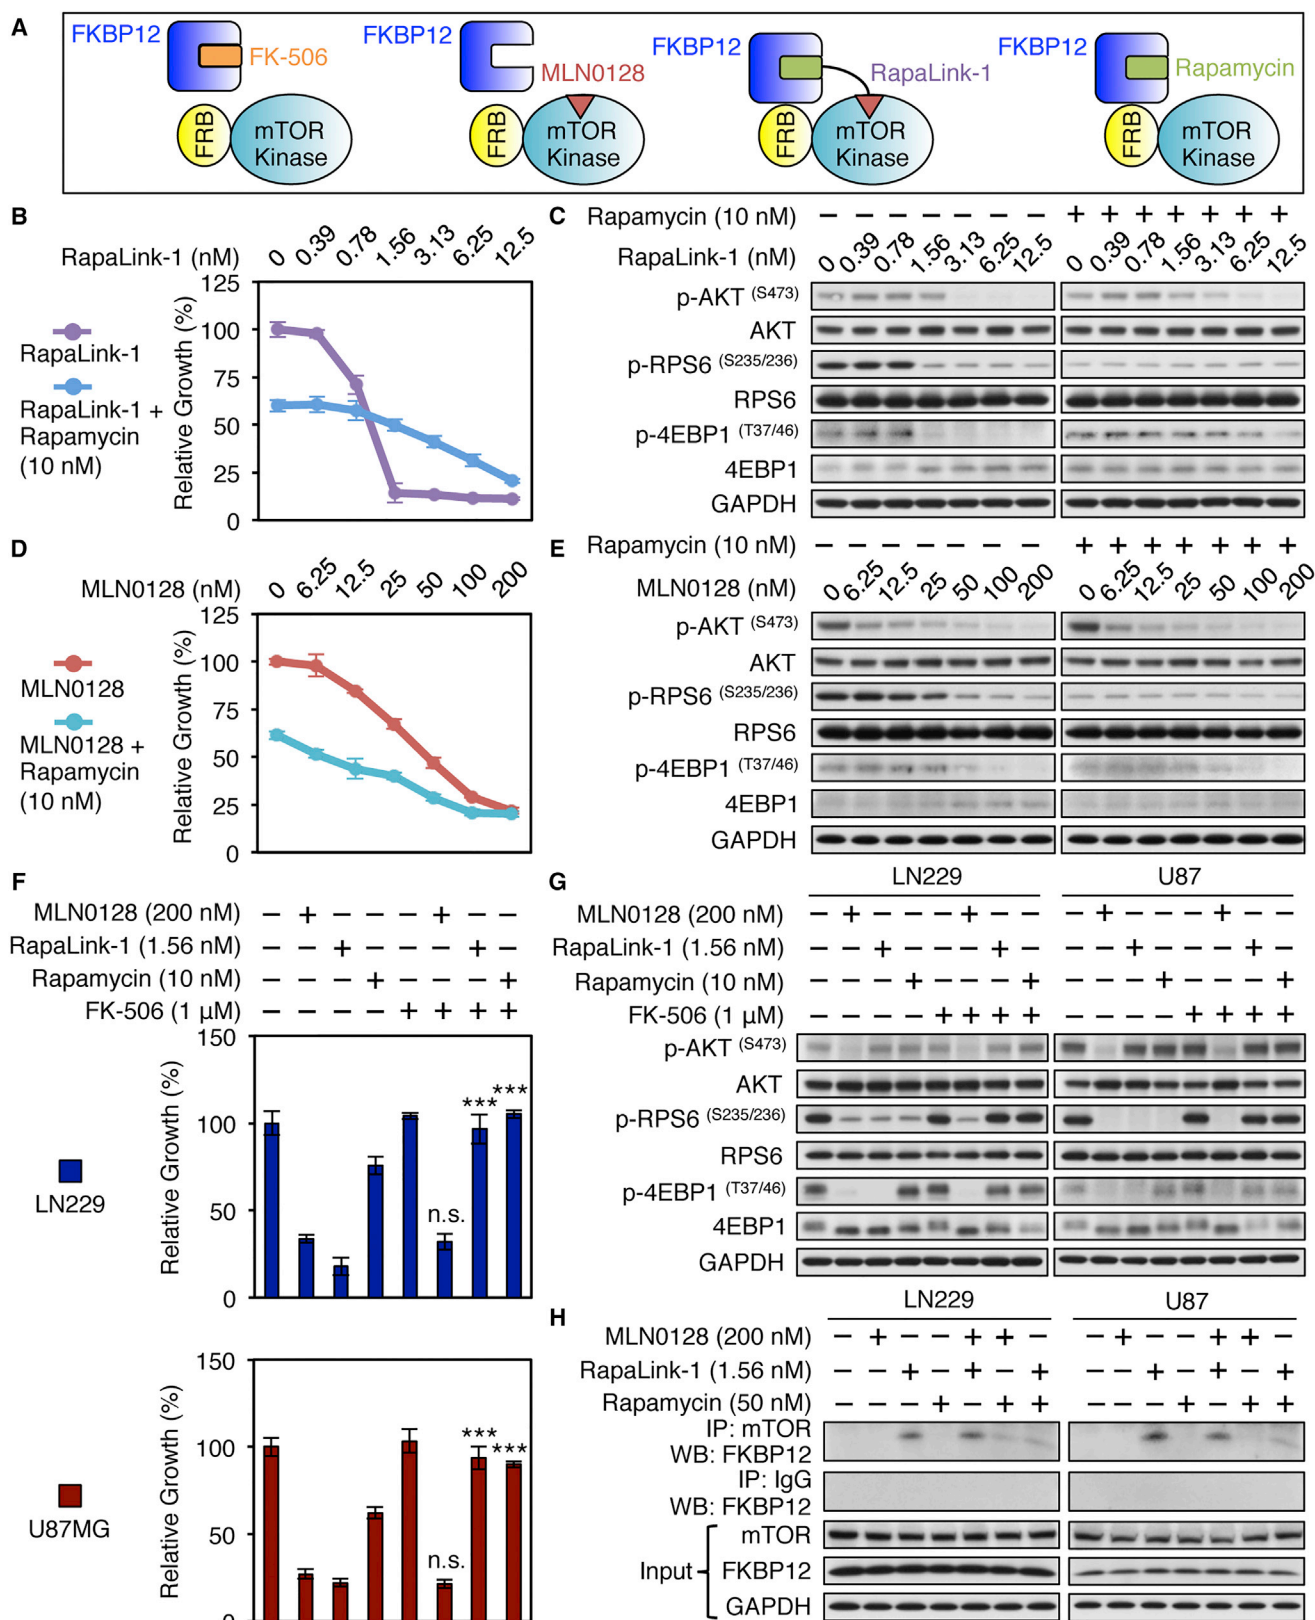 A
FKBP12
FK-506
FRB
mTOR
Kinase
FKBP12
MLN0128
FRB
mTOR
Kinase
FKBP12
RapaLink-1
FRB
mTOR
Kinase
FKBP12
Rapamycin
FRB
mTOR
Kinase
B
RapaLink-1 (nM) 0 0.39 0.78 1.56 3.13 6.25 12.5
Relative Growth (%)
125
100
75
50
25
0
RapaLink-1
RapaLink-1 +
Rapamycin
(10 nM)
C
Rapamycin (10 nM) − − − − − − − + + + + + + +
RapaLink-1 (nM) 0 0.39 0.78 1.56 3.13 6.25 12.5 0 0.39 0.78 1.56 3.13 6.25 12.5
p-AKT (S473)
AKT
p-RPS6 (S235/236)
RPS6
p-4EBP1 (T37/46)
4EBP1
GAPDH
D
MLN0128 (nM) 0 6.25 12.5 25 50 100 200
Relative Growth (%)
125
100
75
50
25
0
MLN0128
MLN0128 +
Rapamycin
(10 nM)
E
Rapamycin (10 nM) − − − − − − − + + + + + + +
MLN0128 (nM) 0 6.25 12.5 25 50 100 200 0 6.25 12.5 25 50 100 200
p-AKT (S473)
AKT
p-RPS6 (S235/236)
RPS6
p-4EBP1 (T37/46)
4EBP1
GAPDH
F
MLN0128 (200 nM) − + − − − + − −
RapaLink-1 (1.56 nM) − − + − − − + −
Rapamycin (10 nM) − − − + − − − +
FK-506 (1 µM) − − − − + + + +
Relative Growth (%)
150
100
50
0
n.s. *** ***
LN229
Relative Growth (%)
150
100
50
0
n.s. *** ***
U87MG
G
LN229 U87
MLN0128 (200 nM) − + − − − + − − − + − − − + − −
RapaLink-1 (1.56 nM) − − + − − − + − − − + − − − + −
Rapamycin (10 nM) − − − + − − − + − − − + − − − +
FK-506 (1 µM) − − − − + + + + − − − − + + + +
p-AKT (S473)
AKT
p-RPS6 (S235/236)
RPS6
p-4EBP1 (T37/46)
4EBP1
GAPDH
H
LN229 U87
MLN0128 (200 nM) − + − − + + − − + − − + + −
RapaLink-1 (1.56 nM) − − + − + − + − − + − + − +
Rapamycin (50 nM) − − − + − + + − − − + − + +
IP: mTOR
WB: FKBP12
IP: IgG
WB: FKBP12
Input
mTOR
FKBP12
GAPDH